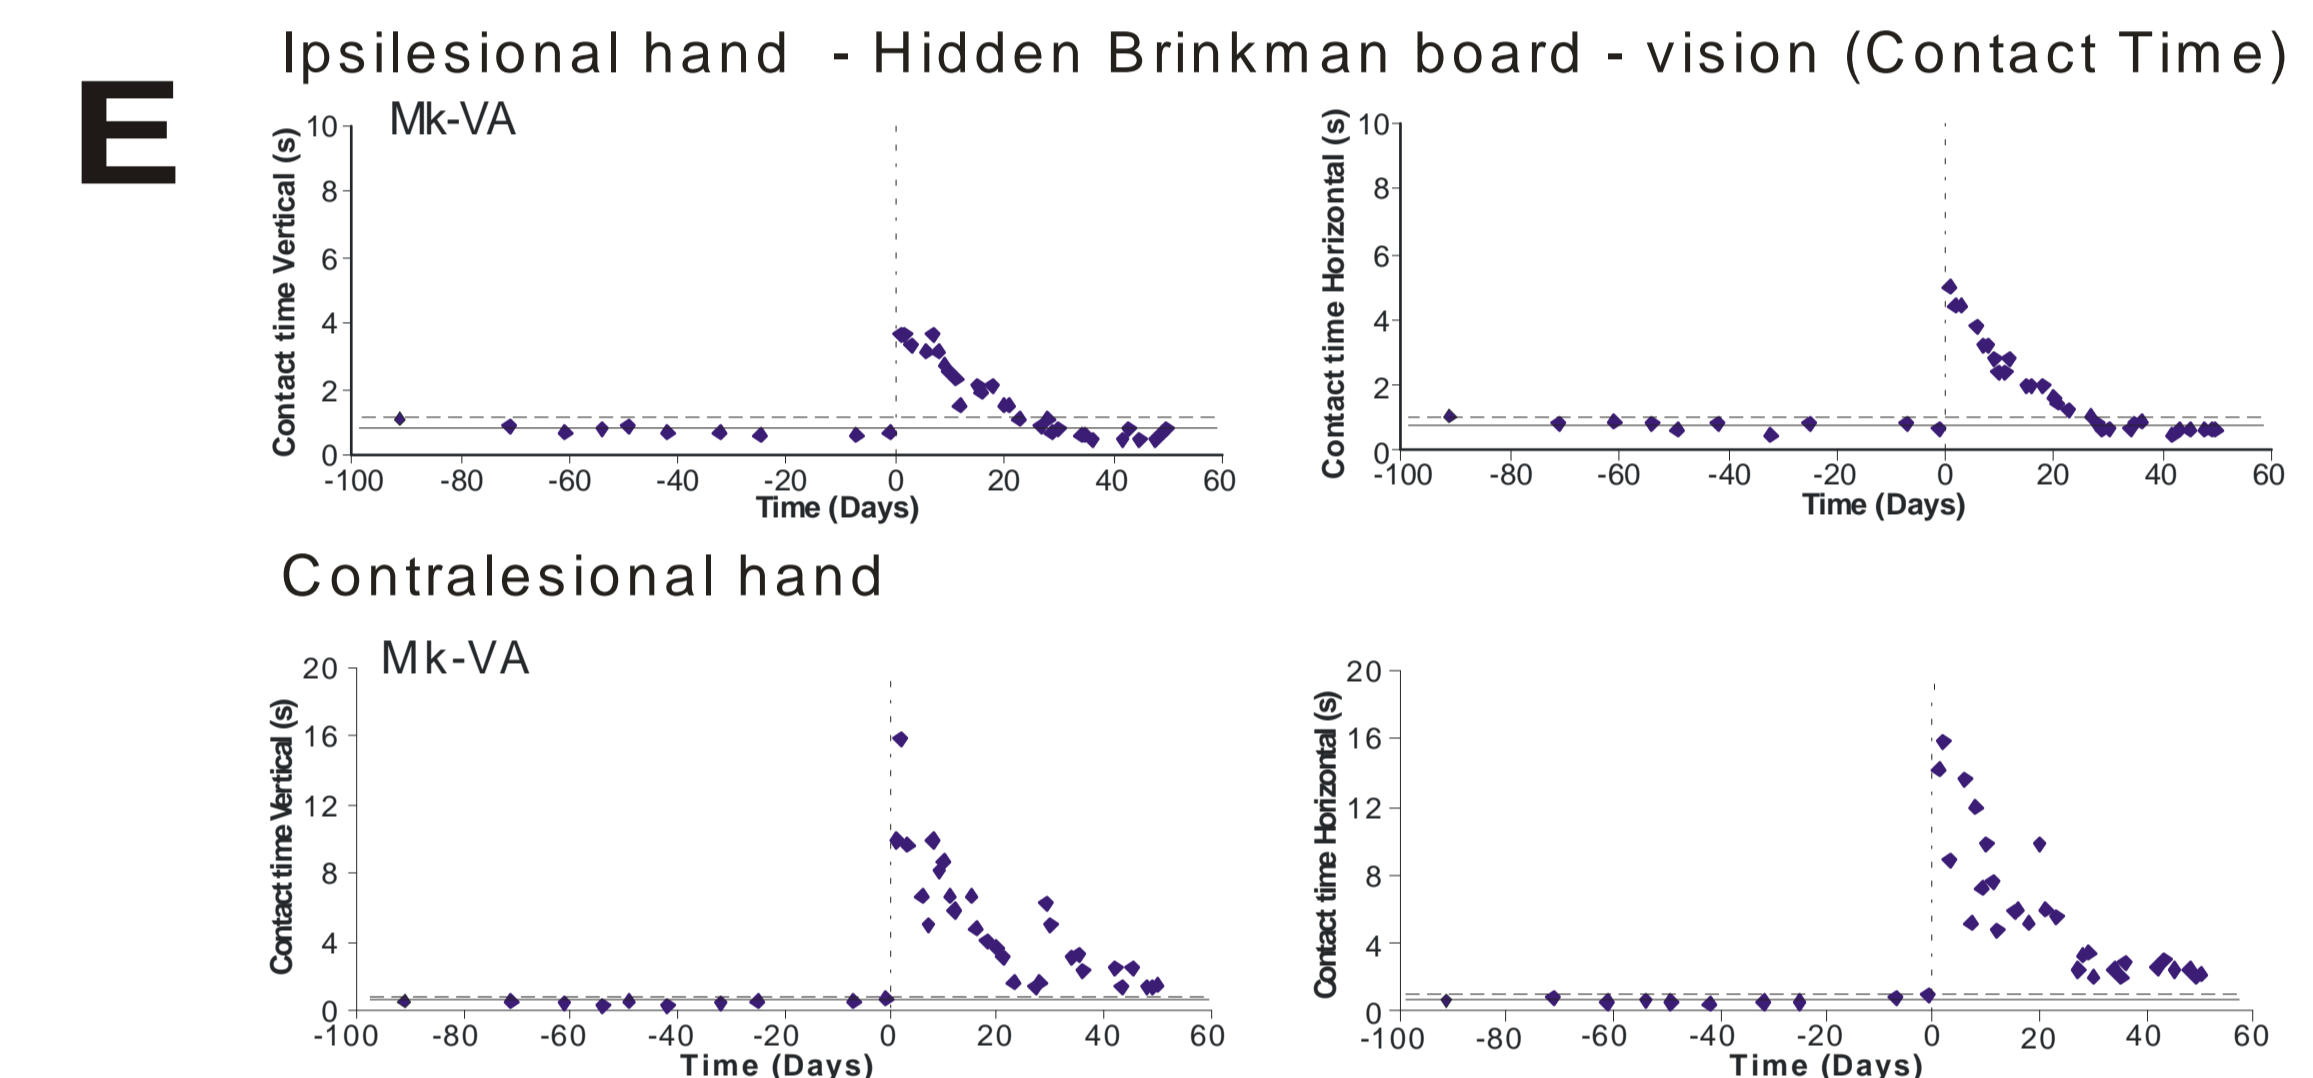 E
Ipsilesional hand - Hidden Brinkman board - vision (Contact Time)
Mk-VA
Contact time Vertical (s)
10
8
6
4
2
0
-100 -80 -60 -40 -20 0 20 40 60
Time (Days)
Contact time Horizontal (s)
10
8
6
4
2
0
-100 -80 -60 -40 -20 0 20 40 60
Time (Days)
Contralesional hand
Mk-VA
Contact time Vertical (s)
20
16
12
8
4
0
-100 -80 -60 -40 -20 0 20 40 60
Time (Days)
Contact time Horizontal (s)
20
16
12
8
4
0
-100 -80 -60 -40 -20 0 20 40 60
Time (Days)